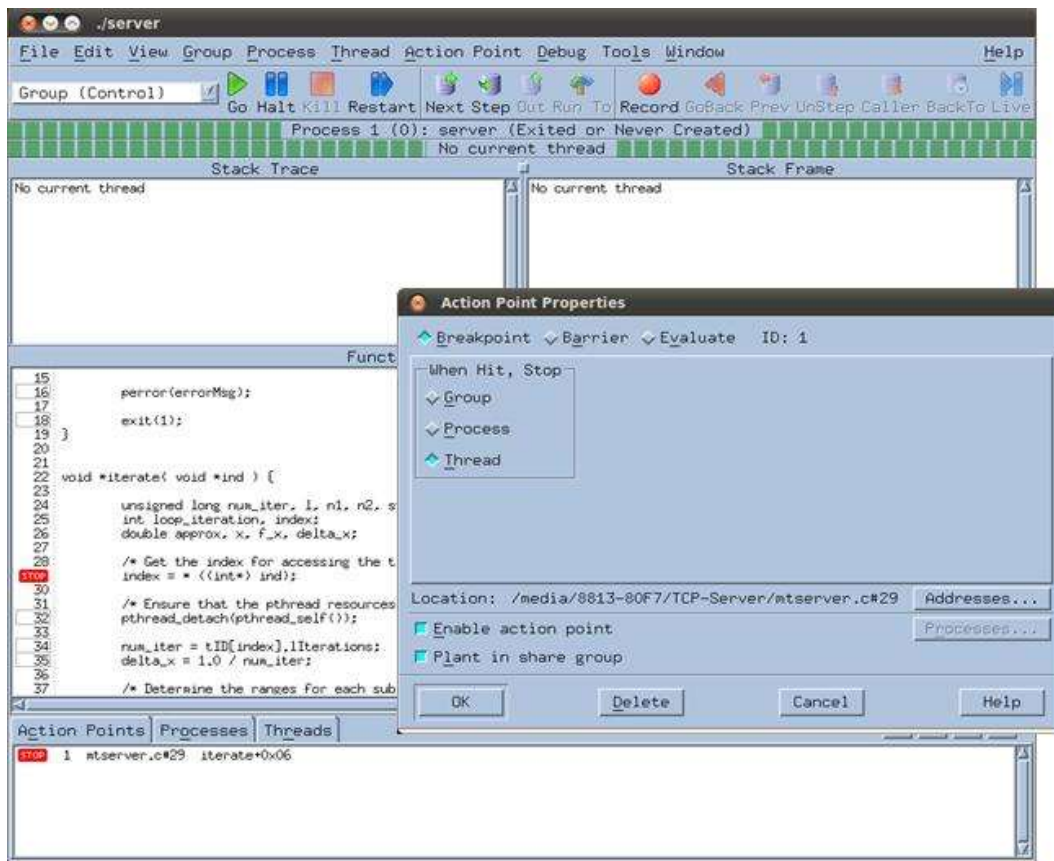 ./server
File Edit View Group Process Thread Action Point Debug Tools Window Help
Group (Control)
Go Halt Kill Restart Next Step Out Run To Record GoBack Prev UnStep Caller BackTo Live
Process 1 (0): server (Exited or Never Created)
No current thread
Stack Trace
No current thread
Stack Frame
No current thread
Funct
15
16 perror(errorMsg);
17
18 exit(1);
19 }
20
21
22 void *iterate( void *ind ) {
23
24 unsigned long num_iter, I, n1, n2, s
25 int loop_iteration, index;
26 double approx, x, f_x, delta_x;
27
28 /* Get the index for accessing the t
STOP index = * ((int*) ind);
30
31 /* Ensure that the pthread resources
32 pthread_detach(pthread_self());
33
34 num_iter = tID[index].lIterations;
35 delta_x = 1.0 / num_iter;
36
37 /* Determine the ranges for each sub
Action Points Processes Threads
STOP 1 mtserver.c#29 iterate+0x06
Action Point Properties
Breakpoint Barrier Evaluate ID: 1
When Hit, Stop
Group
Process
Thread
Location: /media/8813-80F7/TCP-Server/mtserver.c#29 Addresses...
Enable action point Processes...
Plant in share group
OK Delete Cancel Help